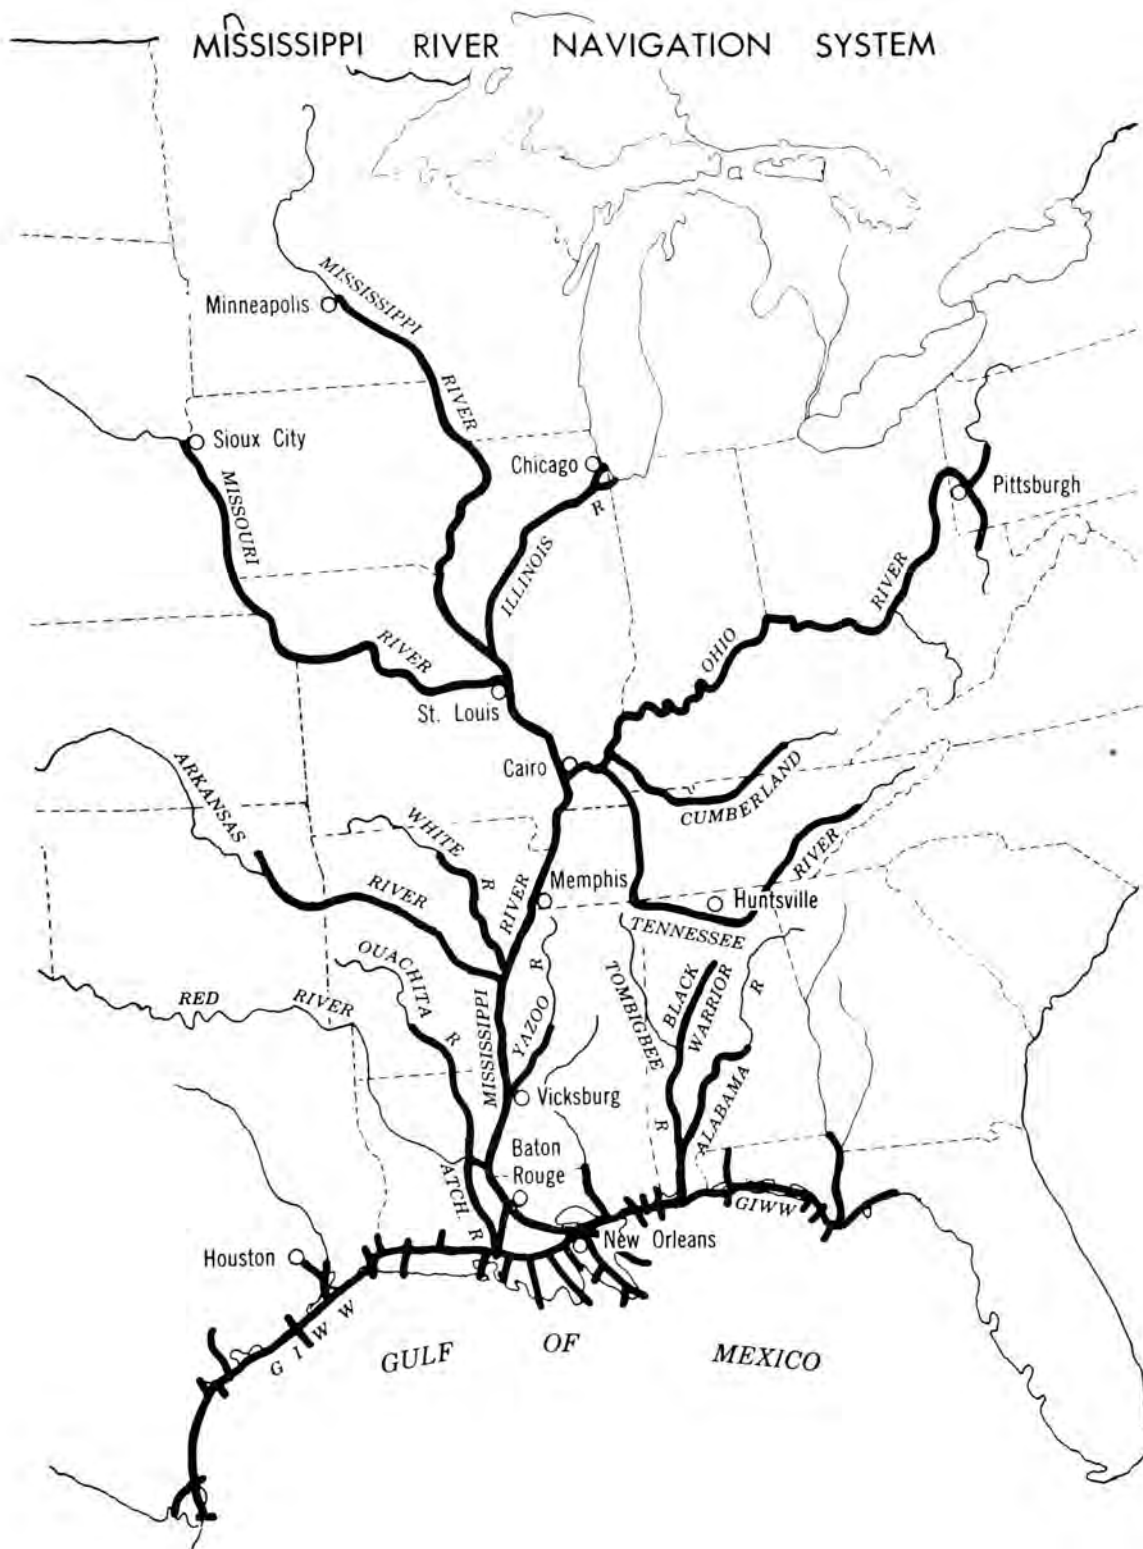 MISSISSIPPI RIVER NAVIGATION SYSTEM
MISSISSIPPI
Minneapolis
RIVER
Sioux City
Chicago
Pittsburgh
MISSOURI
R
ILLINOIS
RIVER
OHIO
RIVER
St. Louis
Cairo
ARKANSAS
CUMBERLAND
WHITE
R
RIVER
RIVER
Memphis
RIVER
Huntsville
TENNESSEE
OUACHITA
R
R
YAZOO
TOMBIGBEE
R
BLACK
WARRIOR
R
RED RIVER
MISSISSIPPI
ALABAMA
Vicksburg
Baton
Rouge
ATCH. R
GIWW
New Orleans
Houston
GIWW
GULF OF MEXICO